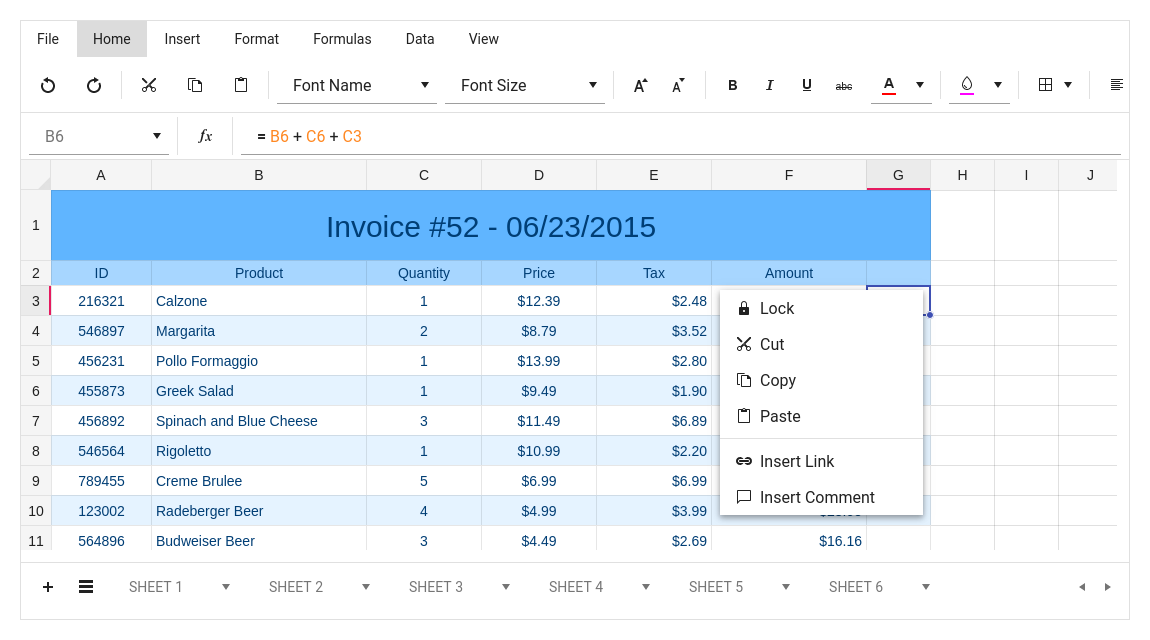 File Home Insert Format Formulas Data View
Font Name Font Size A A B I U abc A
B6 fx = B6 + C6 + C3
A B C D E F G H I J
1 Invoice #52 - 06/23/2015
2 ID Product Quantity Price Tax Amount
3 216321 Calzone 1 $12.39 $2.48
Lock
4 546897 Margarita 2 $8.79 $3.52
Cut
5 456231 Pollo Formaggio 1 $13.99 $2.80
Copy
6 455873 Greek Salad 1 $9.49 $1.90
Paste
7 456892 Spinach and Blue Cheese 3 $11.49 $6.89
8 546564 Rigoletto 1 $10.99 $2.20
Insert Link
9 789455 Creme Brulee 5 $6.99 $6.99
Insert Comment
10 123002 Radeberger Beer 4 $4.99 $3.99
11 564896 Budweiser Beer 3 $4.49 $2.69 $16.16
SHEET 1 SHEET 2 SHEET 3 SHEET 4 SHEET 5 SHEET 6